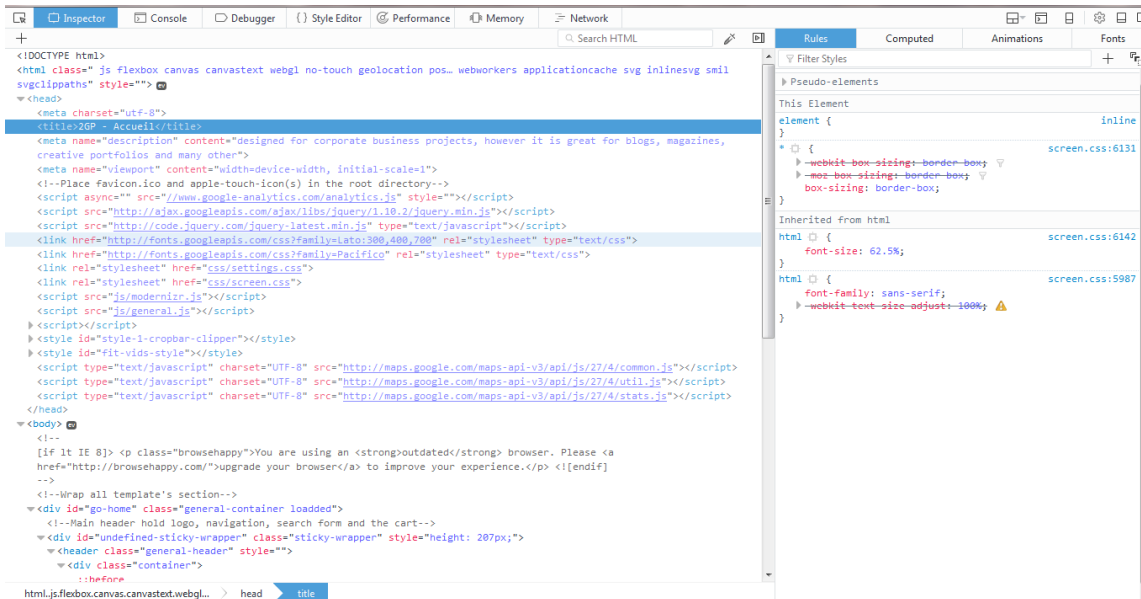 Inspector Console Debugger { } Style Editor Performance Memory Network
+ Search HTML
<!DOCTYPE html>
<html class=" js flexbox canvas canvastext webgl no-touch geolocation pos… webworkers applicationcache svg inlinesvg smil
svgclippaths" style=""> ev
<head>
<meta charset="utf-8">
<title>2GP - Accueil</title>
<meta name="description" content="designed for corporate business projects, however it is great for blogs, magazines,
creative portfolios and many other">
<meta name="viewport" content="width=device-width, initial-scale=1">
<!--Place favicon.ico and apple-touch-icon(s) in the root directory-->
<script async="" src="//www.google-analytics.com/analytics.js" style=""></script>
<script src="http://ajax.googleapis.com/ajax/libs/jquery/1.10.2/jquery.min.js"></script>
<script src="http://code.jquery.com/jquery-latest.min.js" type="text/javascript"></script>
<link href="http://fonts.googleapis.com/css?family=Lato:300,400,700" rel="stylesheet" type="text/css">
<link href="http://fonts.googleapis.com/css?family=Pacifico" rel="stylesheet" type="text/css">
<link rel="stylesheet" href="css/settings.css">
<link rel="stylesheet" href="css/screen.css">
<script src="js/modernizr.js"></script>
<script src="js/general.js"></script>
<script></script>
<style id="style-1-cropbar-clipper"></style>
<style id="fit-vids-style"></style>
<script type="text/javascript" charset="UTF-8" src="http://maps.google.com/maps-api-v3/api/js/27/4/common.js"></script>
<script type="text/javascript" charset="UTF-8" src="http://maps.google.com/maps-api-v3/api/js/27/4/util.js"></script>
<script type="text/javascript" charset="UTF-8" src="http://maps.google.com/maps-api-v3/api/js/27/4/stats.js"></script>
</head>
<body> ev
<!--
[if lt IE 8]> <p class="browsehappy">You are using an <strong>outdated</strong> browser. Please <a
href="http://browsehappy.com/">upgrade your browser</a> to improve your experience.</p> <![endif]
-->
<!--Wrap all template's section-->
<div id="go-home" class="general-container loadded">
<!--Main header hold logo, navigation, search form and the cart-->
<div id="undefined-sticky-wrapper" class="sticky-wrapper" style="height: 207px;">
<header class="general-header" style="">
<div class="container">
::before
html.js.flexbox.canvas.canvastext.webgl... head title
Rules Computed Animations Fonts
Filter Styles +
Pseudo-elements
This Element
element { inline
}
* { screen.css:6131
-webkit-box-sizing: border-box;
-moz-box-sizing: border-box;
box-sizing: border-box;
}
Inherited from html
html { screen.css:6142
font-size: 62.5%;
}
html { screen.css:5987
font-family: sans-serif;
-webkit-text-size-adjust: 100%;
}